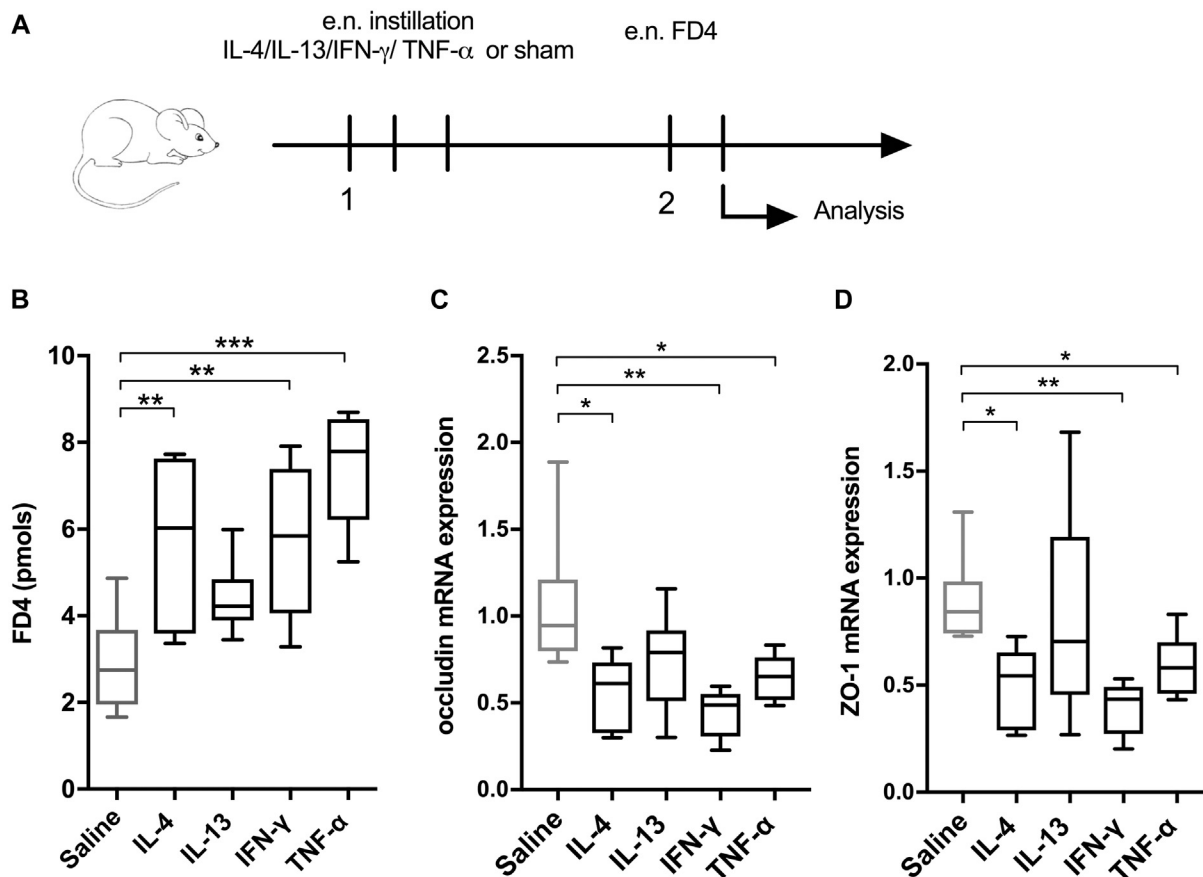 A
e.n. instillation
IL-4/IL-13/IFN-γ/ TNF-α or sham
e.n. FD4
1
2
Analysis
B
FD4 (pmols)
10
8
6
4
2
0
***
**
**
Saline
IL-4
IL-13
IFN-γ
TNF-α
C
occludin mRNA expression
2.5
2.0
1.5
1.0
0.5
0.0
*
**
*
Saline
IL-4
IL-13
IFN-γ
TNF-α
D
ZO-1 mRNA expression
2.0
1.5
1.0
0.5
0.0
*
**
*
Saline
IL-4
IL-13
IFN-γ
TNF-α